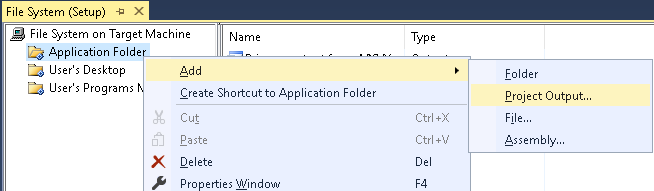 File System (Setup)
File System on Target Machine
Application Folder
User's Desktop
User's Programs
Name
Type
Add
Create Shortcut to Application Folder
Cut Ctrl+X
Paste Ctrl+V
Delete Del
Properties Window F4
Folder
Project Output...
File...
Assembly...